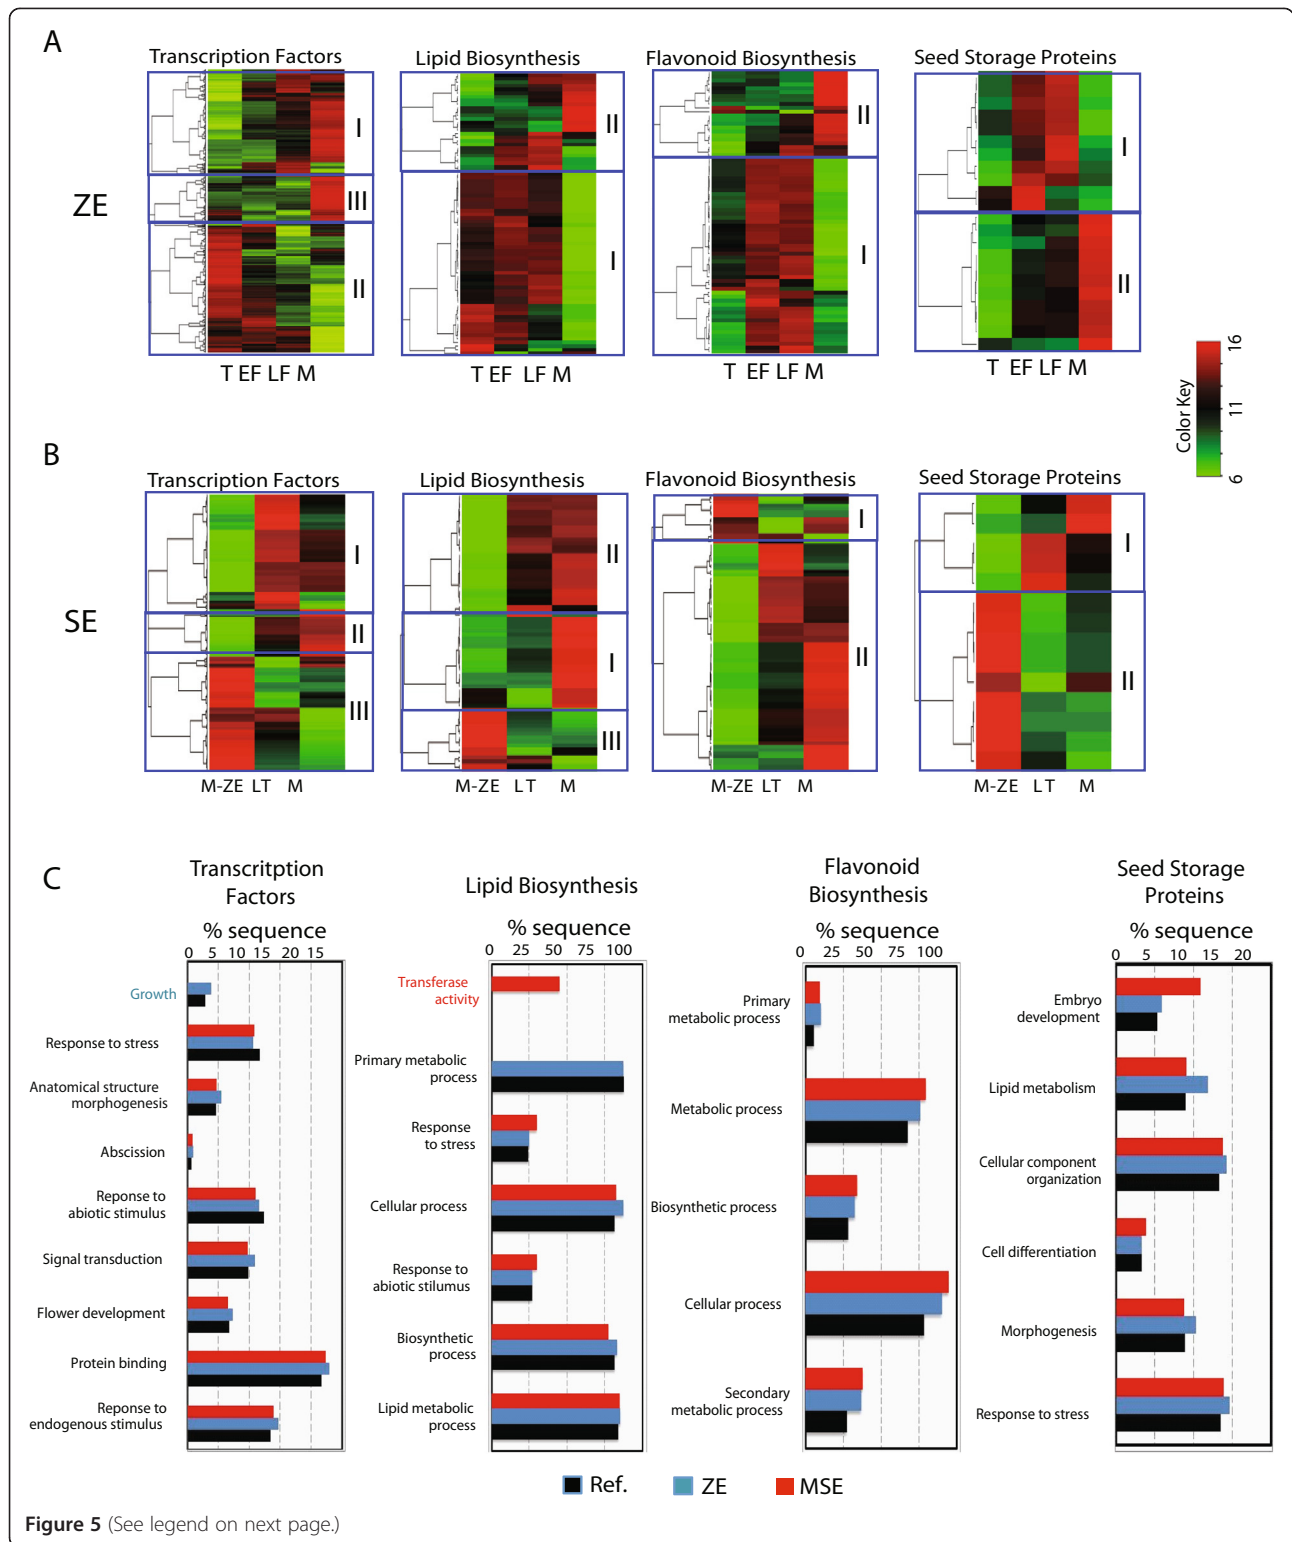 A
Transcription Factors
Lipid Biosynthesis
Flavonoid Biosynthesis
Seed Storage Proteins
ZE
I
III
II
II
I
II
I
I
II
T EF LF M
T EF LF M
T EF LF M
T EF LF M
Color Key
6 11 16
B
Transcription Factors
Lipid Biosynthesis
Flavonoid Biosynthesis
Seed Storage Proteins
SE
I
II
III
II
I
III
I
II
I
II
M-ZE LT M
M-ZE LT M
M-ZE LT M
M-ZE LT M
C
Transcritption
Factors
% sequence
0 5 10 15 20 15
Growth
Response to stress
Anatomical structure
morphogenesis
Abscission
Reponse to
abiotic stimulus
Signal transduction
Flower development
Protein binding
Reponse to
endogenous stimulus
Lipid Biosynthesis
% sequence
0 25 50 75 100
Transferase
activity
Primary metabolic
process
Response
to stress
Cellular process
Response to
abiotic stilumus
Biosynthetic
process
Lipid metabolic
process
Flavonoid
Biosynthesis
% sequence
0 25 50 75 100
Primary
metabolic process
Metabolic process
Biosynthetic process
Cellular process
Secondary
metabolic process
Seed Storage
Proteins
% sequence
0 5 10 15 20
Embryo
development
Lipid metabolism
Cellular component
organization
Cell differentiation
Morphogenesis
Response to stress
Ref. ZE MSE
Figure 5 (See legend on next page.)